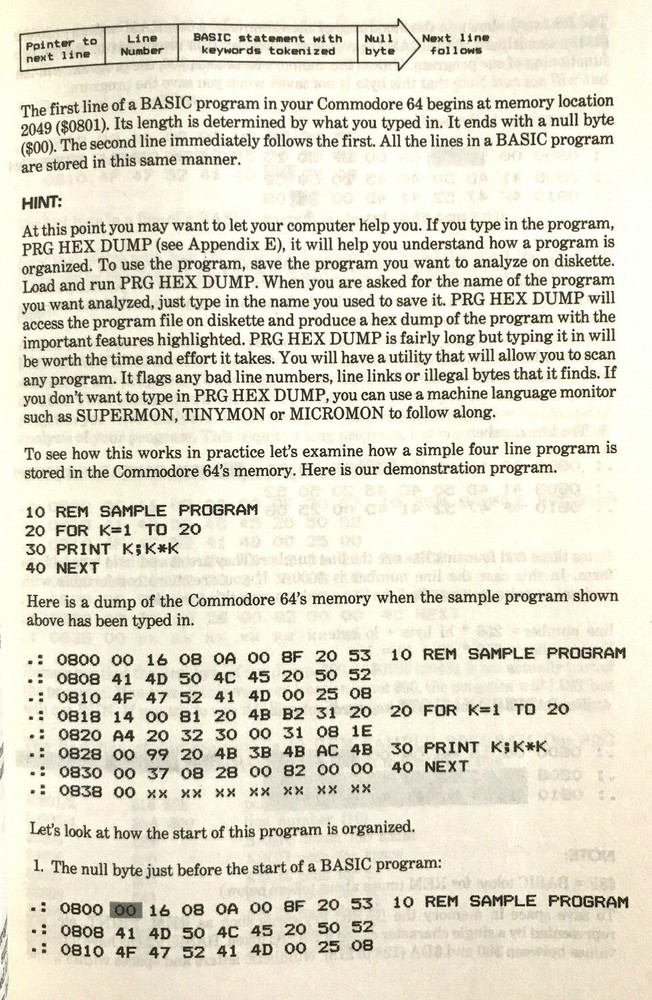 Pointer to next line
Line Number
BASIC statement with keywords tokenized
Null byte
Next line follows
The first line of a BASIC program in your Commodore 64 begins at memory location
2049 ($0801). Its length is determined by what you typed in. It ends with a null byte
($00). The second line immediately follows the first. All the lines in a BASIC program
are stored in this same manner.
HINT:
At this point you may want to let your computer help you. If you type in the program,
PRG HEX DUMP (see Appendix E), it will help you understand how a program is
organized. To use the program, save the program you want to analyze on diskette.
Load and run PRG HEX DUMP. When you are asked for the name of the program
you want analyzed, just type in the name you used to save it. PRG HEX DUMP will
access the program file on diskette and produce a hex dump of the program with the
important features highlighted. PRG HEX DUMP is fairly long but typing it in will
be worth the time and effort it takes. You will have a utility that will allow you to scan
any program. It flags any bad line numbers, line links or illegal bytes that it finds. If
you don't want to type in PRG HEX DUMP, you can use a machine language monitor
such as SUPERMON, TINYMON or MICROMON to follow along.
To see how this works in practice let's examine how a simple four line program is
stored in the Commodore 64's memory. Here is our demonstration program.
10 REM SAMPLE PROGRAM
20 FOR K=1 TO 20
30 PRINT K;K*K
40 NEXT
Here is a dump of the Commodore 64's memory when the sample program shown
above has been typed in.
.: 0800 00 16 08 0A 00 8F 20 53 10 REM SAMPLE PROGRAM
.: 0808 41 4D 50 4C 45 20 50 52
.: 0810 4F 47 52 41 4D 00 25 08
.: 0818 14 00 81 20 4B B2 31 20 20 FOR K=1 TO 20
.: 0820 A4 20 32 30 00 31 08 1E
.: 0828 00 99 20 4B 3B 4B AC 4B 30 PRINT K;K*K
.: 0830 00 37 08 28 00 82 00 00 40 NEXT
.: 0838 00 xx xx xx xx xx xx xx
Let's look at how the start of this program is organized.
1. The null byte just before the start of a BASIC program:
.: 0800 00 16 08 0A 00 8F 20 53 10 REM SAMPLE PROGRAM
.: 0808 41 4D 50 4C 45 20 50 52
.: 0810 4F 47 52 41 4D 00 25 08